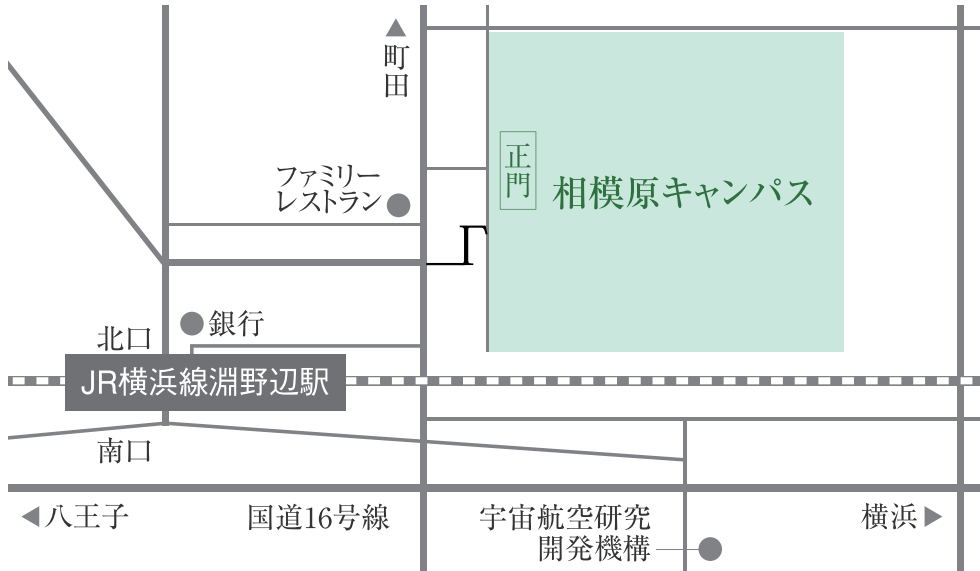 町田
正門
相模原キャンパス
ファミリー
レストラン
銀行
北口
JR横浜線淵野辺駅
南口
八王子
国道16号線
宇宙航空研究
開発機構
横浜